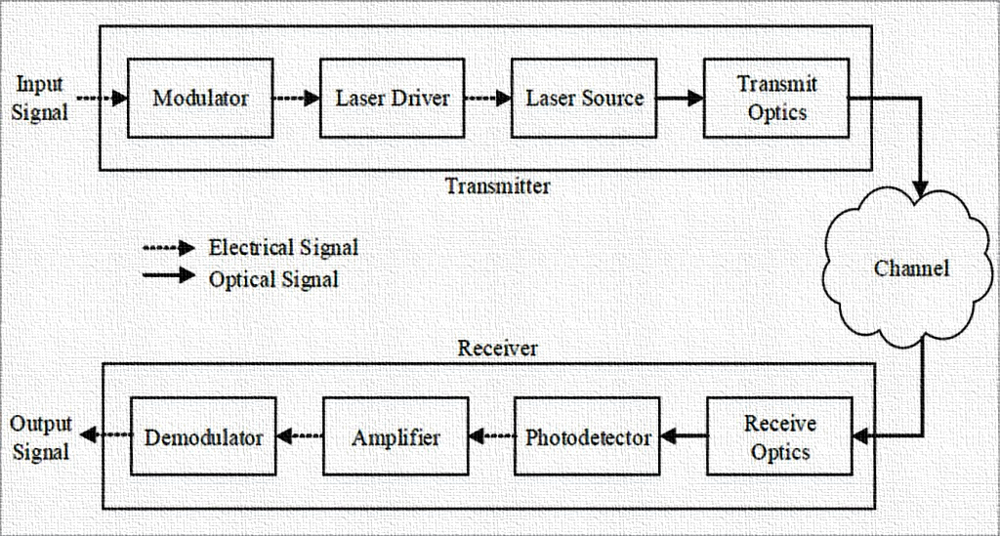 Input
Signal
Modulator
Laser Driver
Laser Source
Transmit
Optics
Transmitter
Electrical Signal
Optical Signal
Channel
Receiver
Output
Signal
Demodulator
Amplifier
Photodetector
Receive
Optics